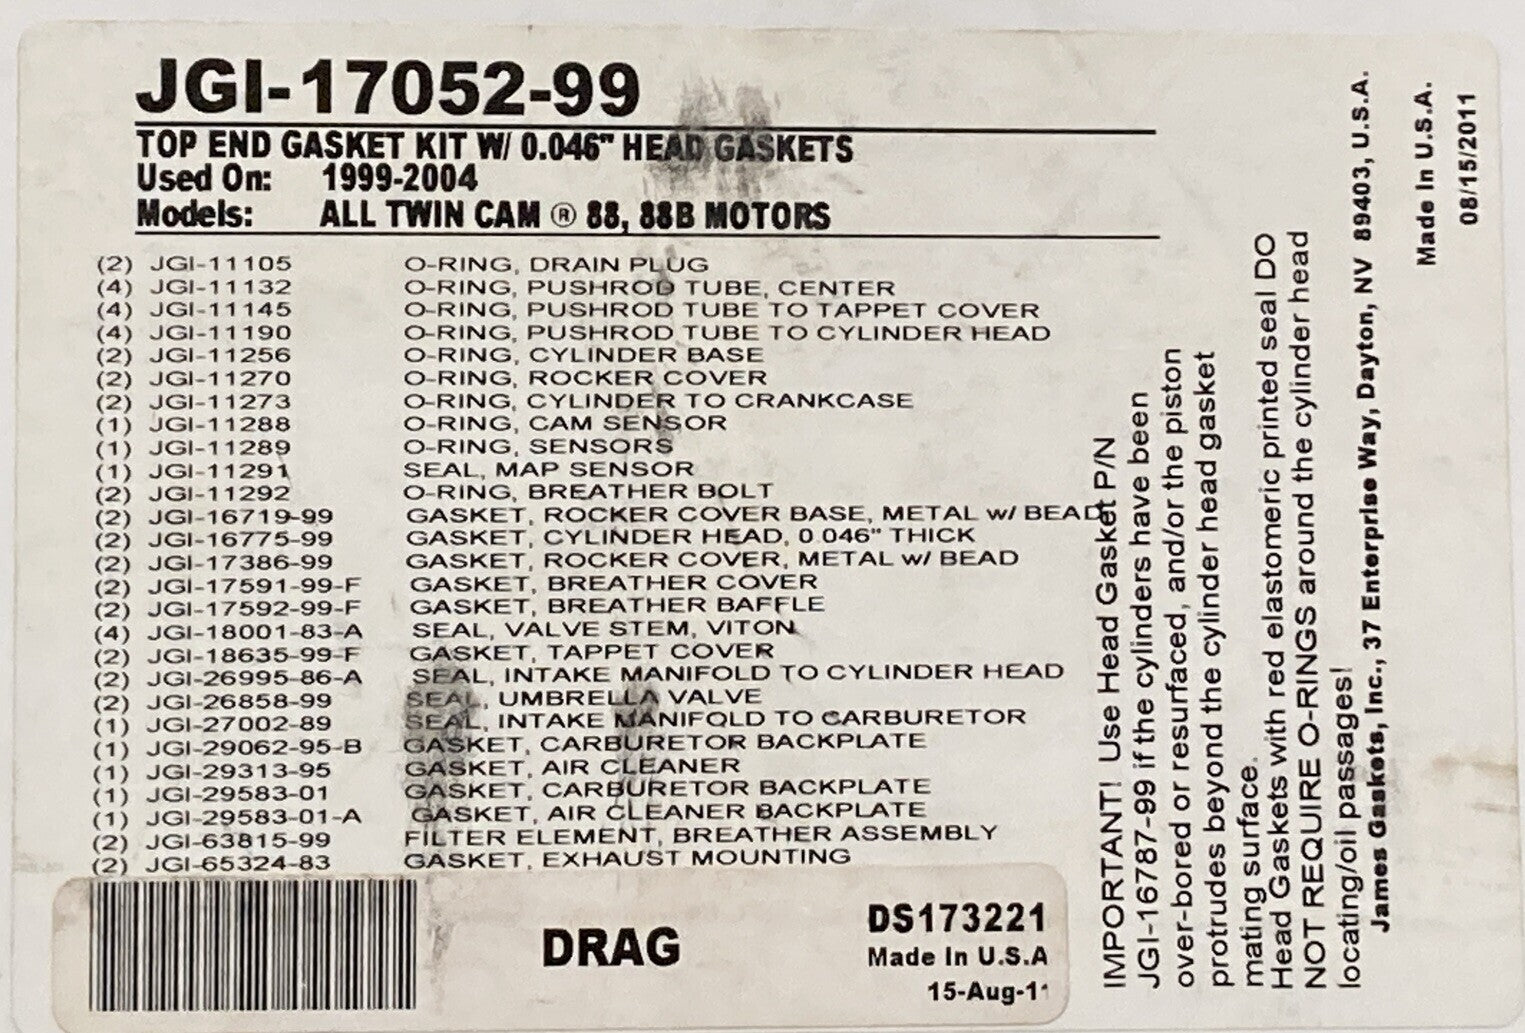 JGI-17052-99
TOP END GASKET KIT W/ 0.046" HEAD GASKETS
Used On: 1999-2004
Models: ALL TWIN CAM ® 88, 88B MOTORS
(2) JGI-11105 O-RING, DRAIN PLUG
(4) JGI-11132 O-RING, PUSHROD TUBE, CENTER
(4) JGI-11145 O-RING, PUSHROD TUBE TO TAPPET COVER
(4) JGI-11190 O-RING, PUSHROD TUBE TO CYLINDER HEAD
(2) JGI-11256 O-RING, CYLINDER BASE
(2) JGI-11270 O-RING, ROCKER COVER
(2) JGI-11273 O-RING, CYLINDER TO CRANKCASE
(1) JGI-11288 O-RING, CAM SENSOR
(1) JGI-11289 O-RING, SENSORS
(1) JGI-11291 SEAL, MAP SENSOR
(2) JGI-11292 O-RING, BREATHER BOLT
(2) JGI-16719-99 GASKET, ROCKER COVER BASE, METAL w/ BEAD
(2) JGI-16775-99 GASKET, CYLINDER HEAD, 0.046" THICK
(2) JGI-17386-99 GASKET, ROCKER COVER, METAL w/ BEAD
(2) JGI-17591-99-F GASKET, BREATHER COVER
(2) JGI-17592-99-F GASKET, BREATHER BAFFLE
(4) JGI-18001-83-A SEAL, VALVE STEM, VITON
(2) JGI-18635-99-F GASKET, TAPPET COVER
(2) JGI-26995-86-A SEAL, INTAKE MANIFOLD TO CYLINDER HEAD
(2) JGI-26858-99 SEAL, UMBRELLA VALVE
(1) JGI-27002-89 SEAL, INTAKE MANIFOLD TO CARBURETOR
(1) JGI-29062-95-B GASKET, CARBURETOR BACKPLATE
(1) JGI-29313-95 GASKET, AIR CLEANER
(1) JGI-29583-01 GASKET, CARBURETOR BACKPLATE
(1) JGI-29583-01-A GASKET, AIR CLEANER BACKPLATE
(2) JGI-63815-99 FILTER ELEMENT, BREATHER ASSEMBLY
(2) JGI-65324-83 GASKET, EXHAUST MOUNTING
DRAG
DS173221
Made In U.S.A
15-Aug-11
IMPORTANT! Use Head Gasket P/N
JGI-16787-99 if the cylinders have been
over-bored or resurfaced, and/or the piston
protrudes beyond the cylinder head gasket
mating surface.
Head Gaskets with red elastomeric printed seal DO
NOT REQUIRE O-RINGS around the cylinder head
locating/oil passages!
James Gaskets, Inc., 37 Enterprise Way, Dayton, NV 89403, U.S.A.
Made In U.S.A.
08/15/2011